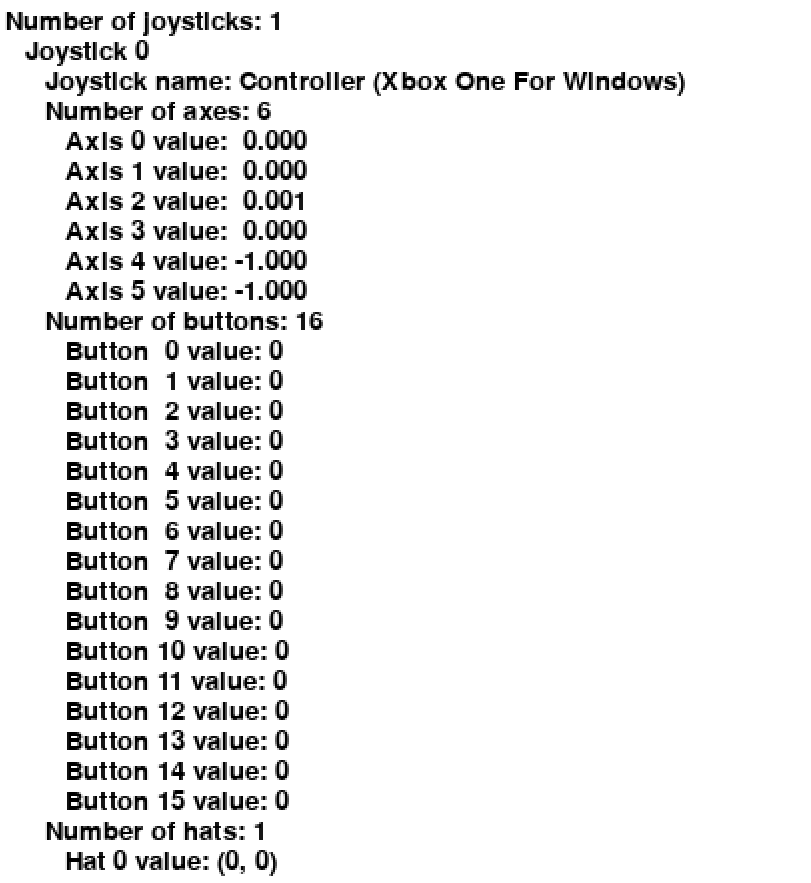 Number of joysticks: 1
Joystick 0
Joystick name: Controller (Xbox One For Windows)
Number of axes: 6
Axis 0 value:  0.000
Axis 1 value:  0.000
Axis 2 value:  0.001
Axis 3 value:  0.000
Axis 4 value: -1.000
Axis 5 value: -1.000
Number of buttons: 16
Button  0 value: 0
Button  1 value: 0
Button  2 value: 0
Button  3 value: 0
Button  4 value: 0
Button  5 value: 0
Button  6 value: 0
Button  7 value: 0
Button  8 value: 0
Button  9 value: 0
Button 10 value: 0
Button 11 value: 0
Button 12 value: 0
Button 13 value: 0
Button 14 value: 0
Button 15 value: 0
Number of hats: 1
Hat 0 value: (0, 0)